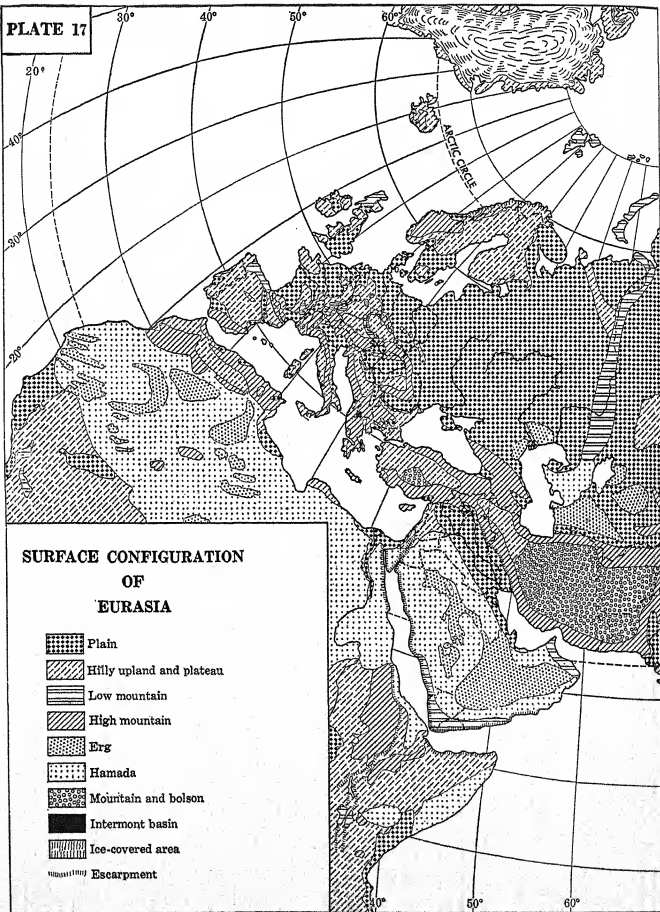 PLATE 17
30°
40°
50°
60°
20°
40°
30°
20°
ARCTIC CIRCLE
SURFACE CONFIGURATION
OF
EURASIA
Plain
Hilly upland and plateau
Low mountain
High mountain
Erg
Hamada
Mountain and bolson
Intermont basin
Ice-covered area
Escarpment
40°
50°
60°